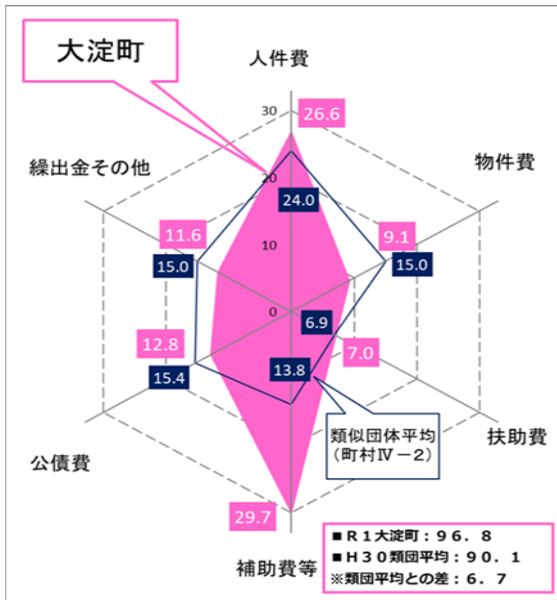 大淀町
人件費
30
26.6
物件費
繰出金その他
20
24.0
11.6
9.1
15.0
15.0
10
0
6.9
7.0
12.8
15.4
13.8
類似団体平均
(町村Ⅳ－2)
扶助費
公債費
29.7
補助費等
■R1大淀町：96．8
■H30類団平均：90．1
※類団平均との差：6．7